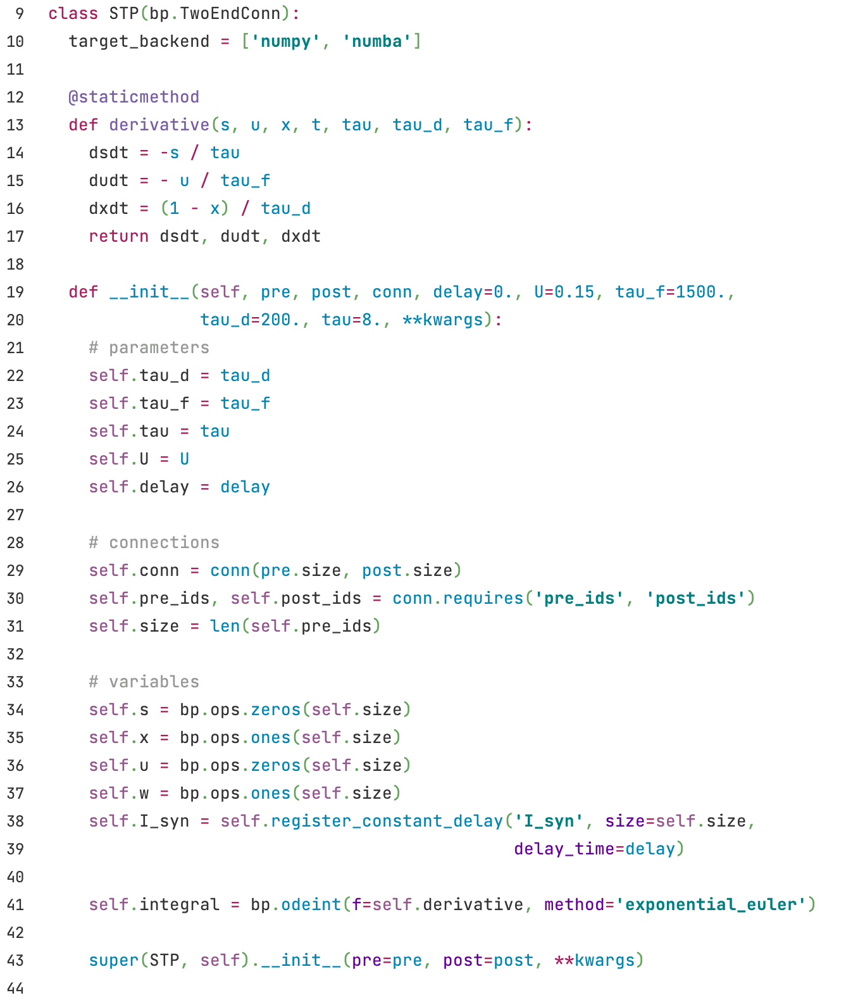 9 class STP(bp.TwoEndConn):
10   target_backend = ['numpy', 'numba']
11
12   @staticmethod
13   def derivative(s, u, x, t, tau, tau_d, tau_f):
14     dsdt = -s / tau
15     dudt = - u / tau_f
16     dxdt = (1 - x) / tau_d
17     return dsdt, dudt, dxdt
18
19   def __init__(self, pre, post, conn, delay=0., U=0.15, tau_f=1500.,
20                tau_d=200., tau=8., **kwargs):
21     # parameters
22     self.tau_d = tau_d
23     self.tau_f = tau_f
24     self.tau = tau
25     self.U = U
26     self.delay = delay
27
28     # connections
29     self.conn = conn(pre.size, post.size)
30     self.pre_ids, self.post_ids = conn.requires('pre_ids', 'post_ids')
31     self.size = len(self.pre_ids)
32
33     # variables
34     self.s = bp.ops.zeros(self.size)
35     self.x = bp.ops.ones(self.size)
36     self.u = bp.ops.zeros(self.size)
37     self.w = bp.ops.ones(self.size)
38     self.I_syn = self.register_constant_delay('I_syn', size=self.size,
39                                               delay_time=delay)
40
41     self.integral = bp.odeint(f=self.derivative, method='exponential_euler')
42
43     super(STP, self).__init__(pre=pre, post=post, **kwargs)
44